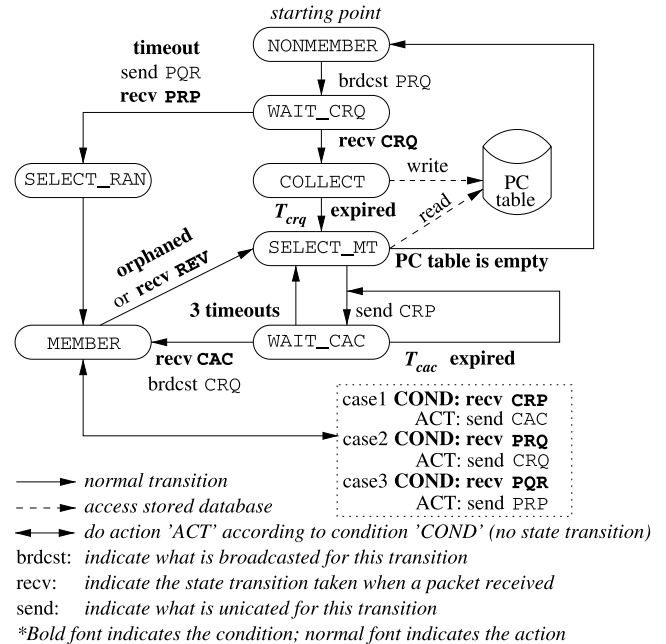 starting point
NONMEMBER
timeout
send PQR
recv PRP
brdcst PRQ
WAIT_CRQ
recv CRQ
SELECT_RAN
COLLECT
write
PC
table
Tcrq expired
read
SELECT_MT
orphaned
or recv REV
PC table is empty
3 timeouts
send CRP
MEMBER
WAIT_CAC
recv CAC
brdcst CRQ
Tcac expired
case1 COND: recv CRP
ACT: send CAC
case2 COND: recv PRQ
ACT: send CRQ
case3 COND: recv PQR
ACT: send PRP
normal transition
access stored database
do action 'ACT' according to condition 'COND' (no state transition)
brdcst: indicate what is broadcasted for this transition
recv: indicate the state transition taken when a packet received
send: indicate what is unicated for this transition
*Bold font indicates the condition; normal font indicates the action